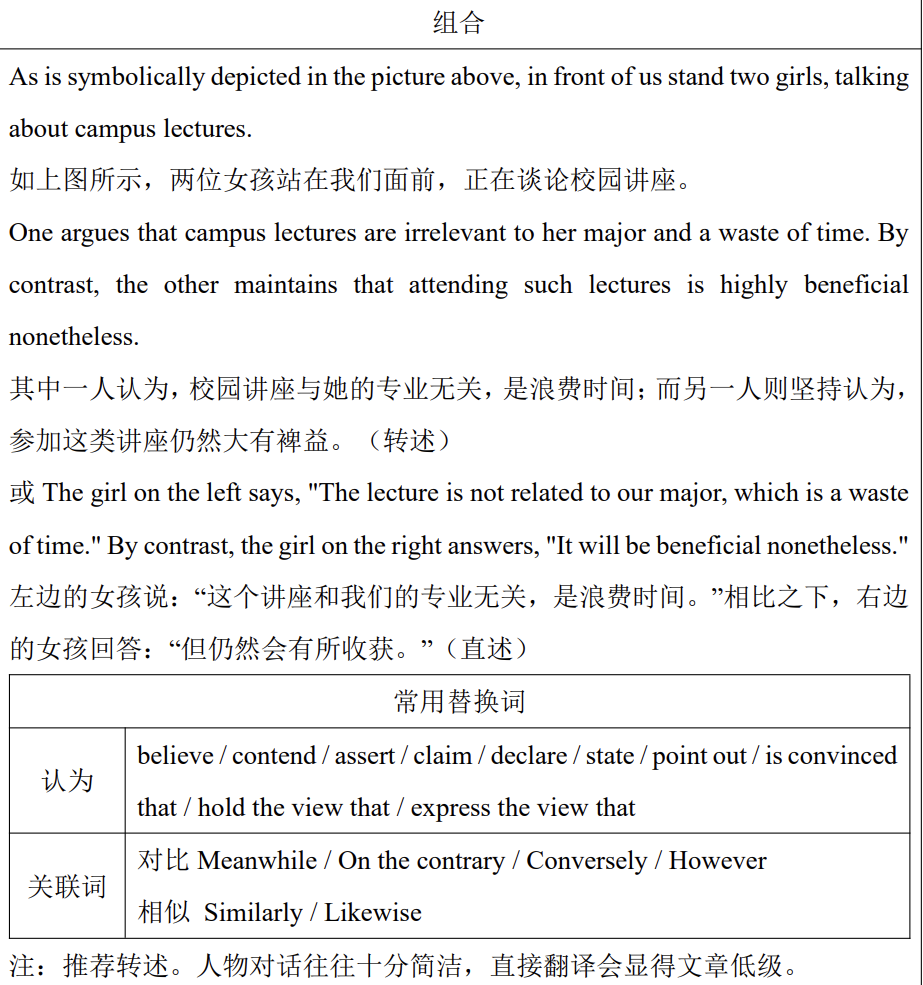 组合
As is symbolically depicted in the picture above, in front of us stand two girls, talking
about campus lectures.
如上图所示，两位女孩站在我们面前，正在谈论校园讲座。
One argues that campus lectures are irrelevant to her major and a waste of time. By
contrast, the other maintains that attending such lectures is highly beneficial
nonetheless.
其中一人认为，校园讲座与她的专业无关，是浪费时间；而另一人则坚持认为，
参加这类讲座仍然大有裨益。（转述）
或 The girl on the left says, "The lecture is not related to our major, which is a waste
of time." By contrast, the girl on the right answers, "It will be beneficial nonetheless."
左边的女孩说：“这个讲座和我们的专业无关，是浪费时间。”相比之下，右边
的女孩回答：“但仍然会有所收获。”（直述）
常用替换词
认为
believe / contend / assert / claim / declare / state / point out / is convinced
that / hold the view that / express the view that
关联词
对比 Meanwhile / On the contrary / Conversely / However
相似 Similarly / Likewise
注：推荐转述。人物对话往往十分简洁，直接翻译会显得文章低级。